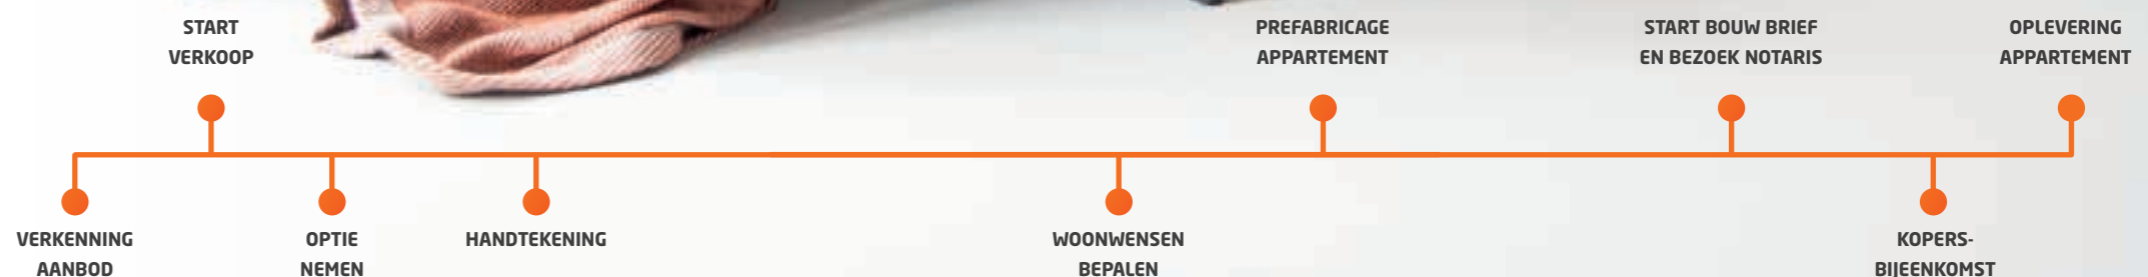 START
VERKOOP
PREFABRICAGE
APPARTEMENT
START BOUW BRIEF
EN BEZOEK NOTARIS
OPLEVERING
APPARTEMENT
VERKENNING
AANBOD
OPTIE
NEMEN
HANDTEKENING
WOONWENSEN
BEPALEN
KOPERS-
BIJEENKOMST